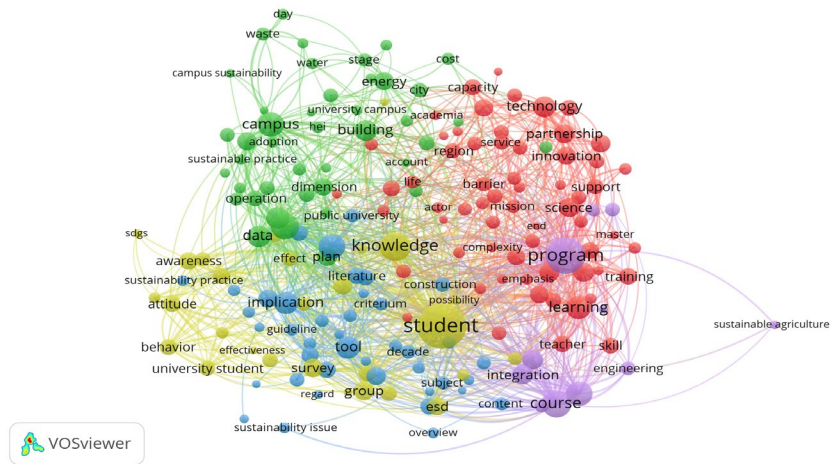 day
waste
water
stage
cost
campus sustainability
energy
city
capacity
university campus
technology
campus
hei
building
academia
partnership
adoption
service
region
innovation
sustainable practice
account
life
barrier
support
dimension
operation
public university
actor
mission
science
end
sdgs
data
knowledge
complexity
master
effect
plan
program
awareness
literature
emphasis
training
sustainability practice
construction
possibility
attitude
implication
criterium
learning
guideline
student
sustainable agriculture
behavior
effectiveness
tool
decade
teacher
skill
university student
survey
integration
engineering
regard
group
subject
esd
content
course
sustainability issue
overview
VOSviewer